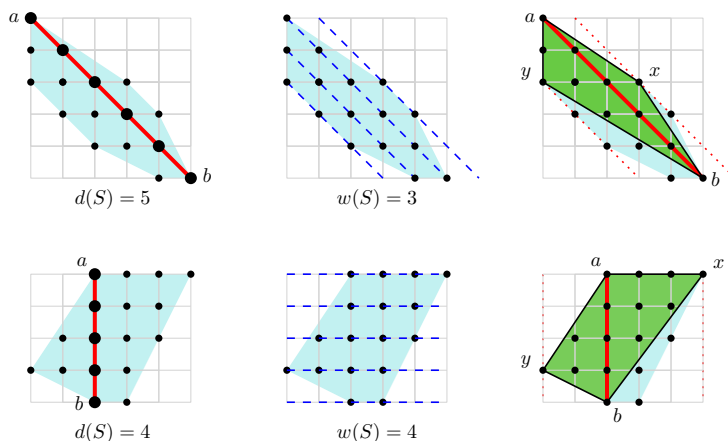 a
b
d(S) = 5
w(S) = 3
a
y
x
b
a
b
d(S) = 4
w(S) = 4
a
x
y
b